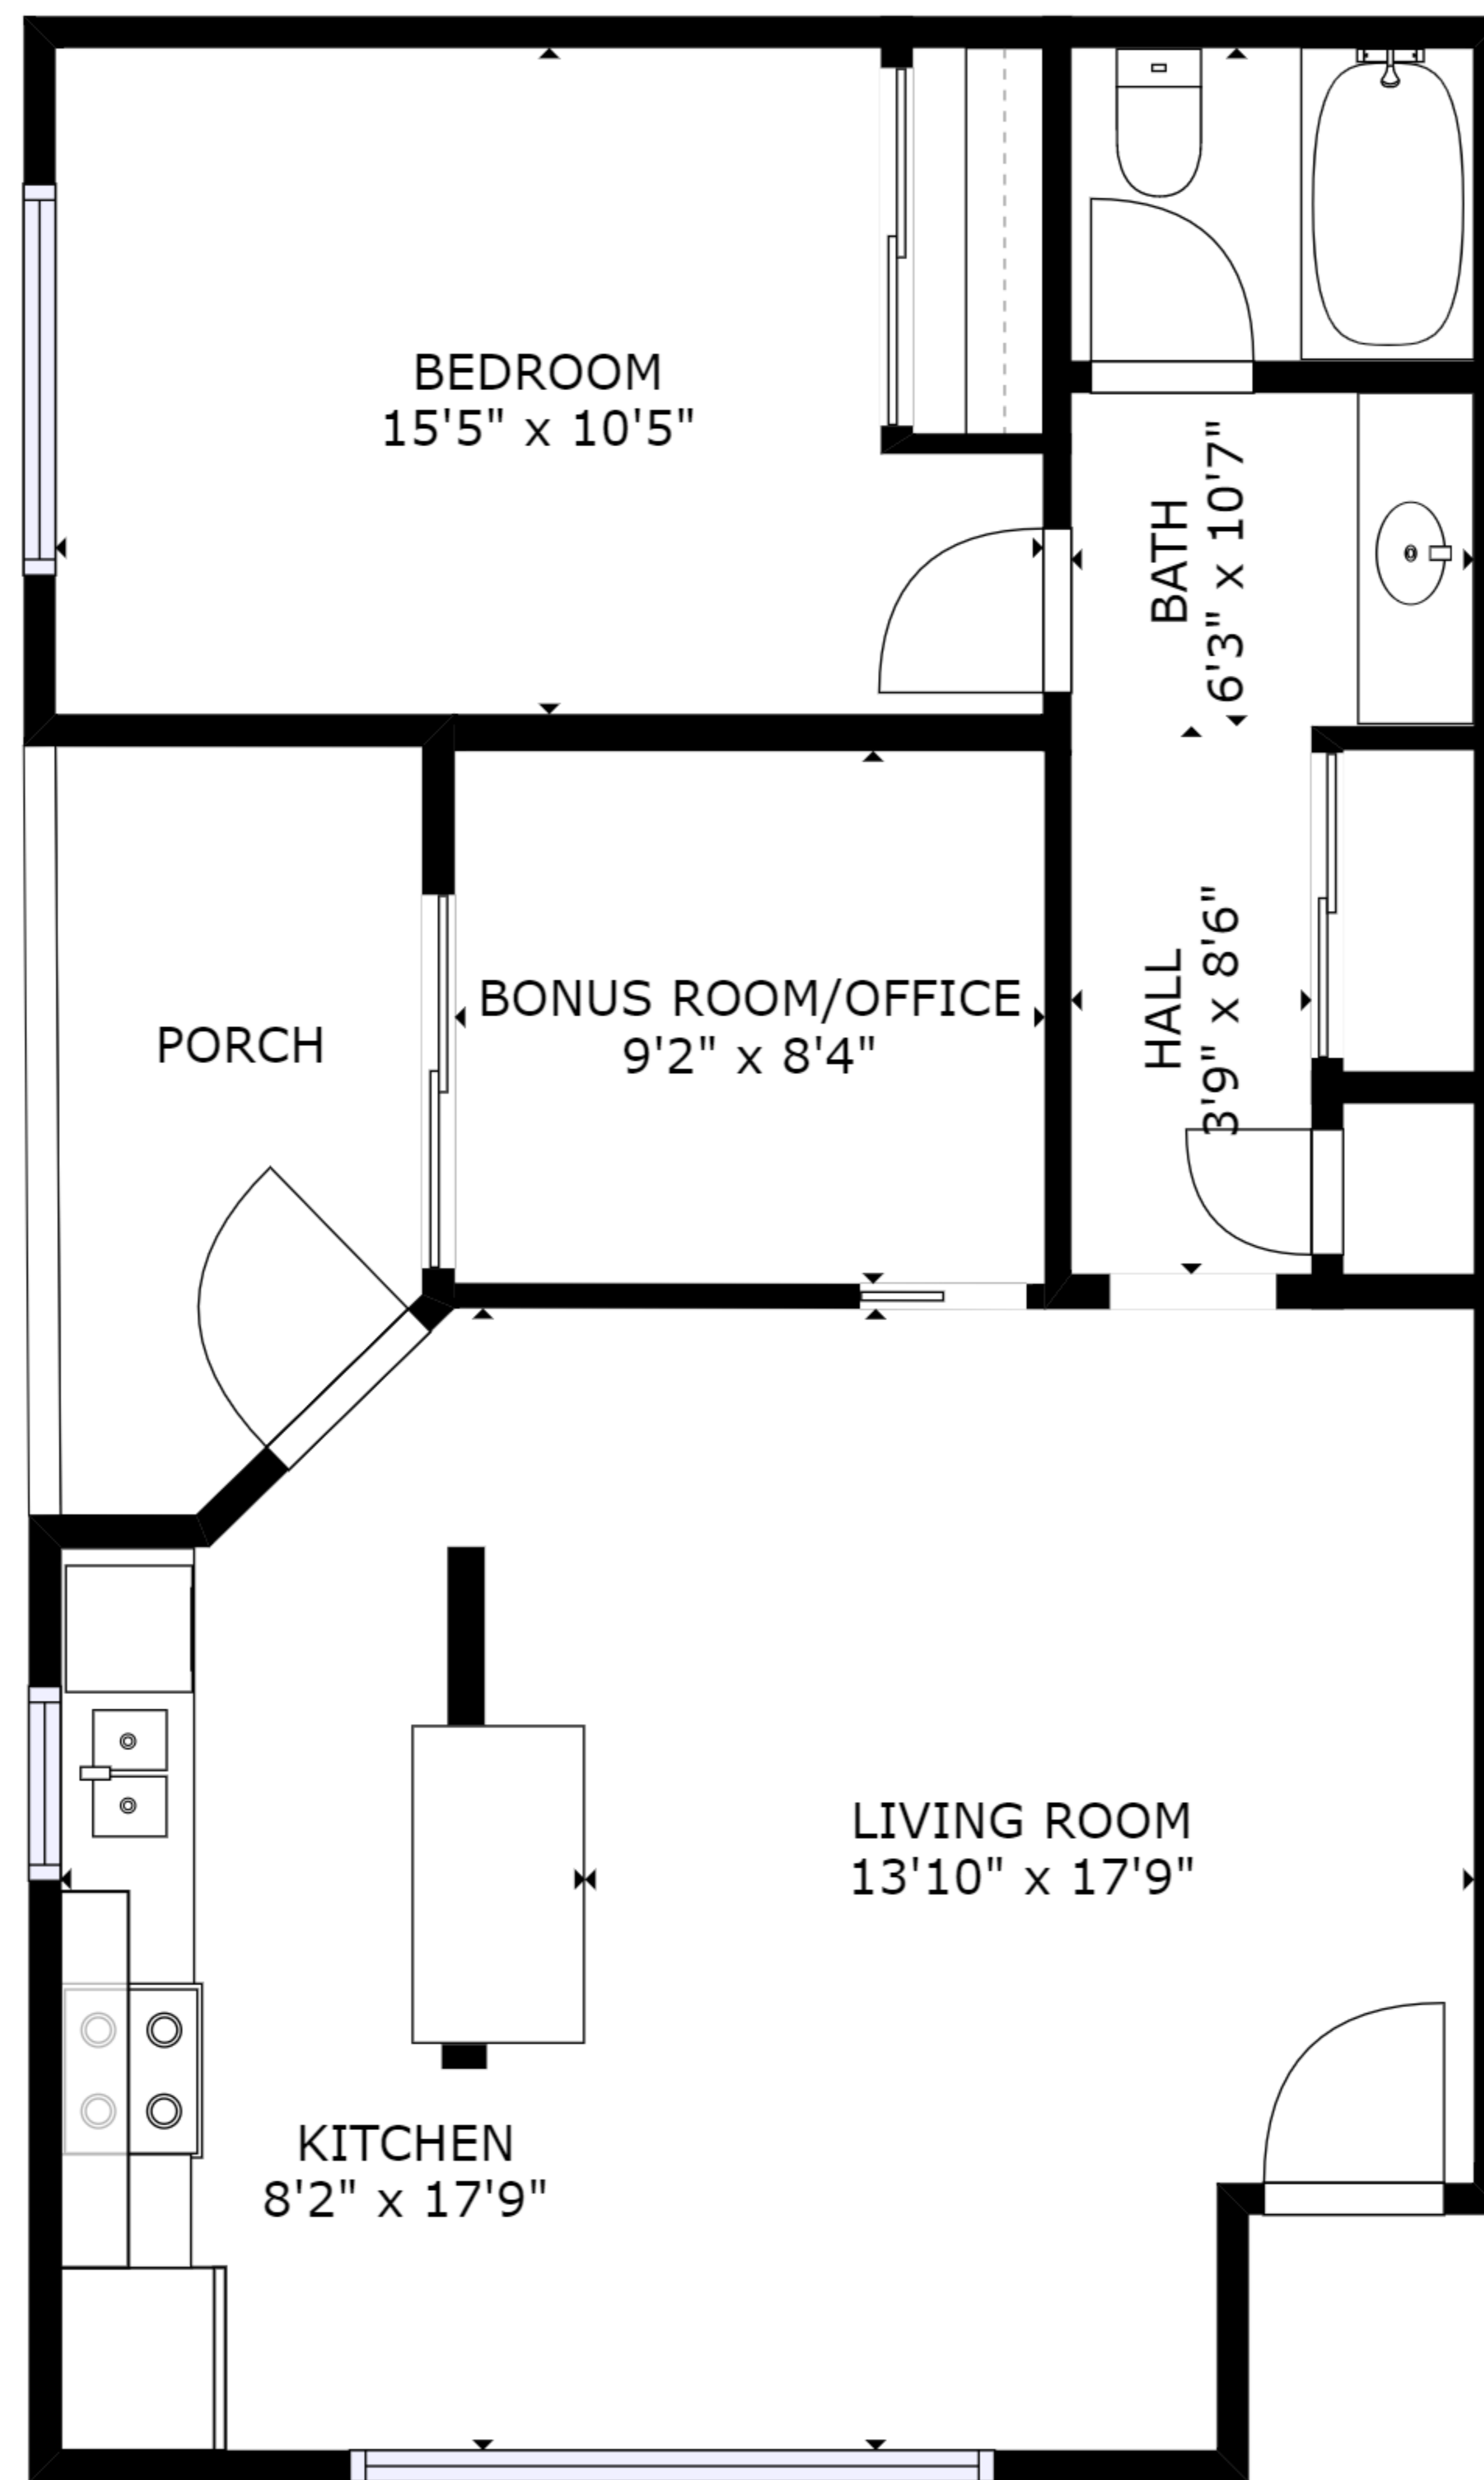 BEDROOM
15'5" x 10'5"
BATH
6'3" x 10'7"
BONUS ROOM/OFFICE
9'2" x 8'4"
PORCH
HALL
3'9" x 8'6"
LIVING ROOM
13'10" x 17'9"
KITCHEN
8'2" x 17'9"